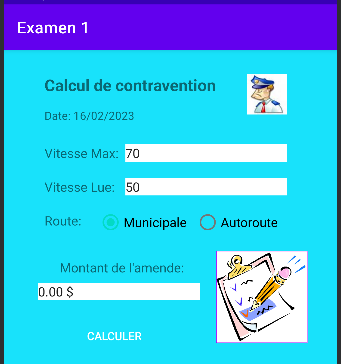 Examen 1
Calcul de contravention
Date: 16/02/2023
Vitesse Max: 70
Vitesse Lue: 50
Route: Municipale Autoroute
Montant de l'amende:
0.00 $
CALCULER